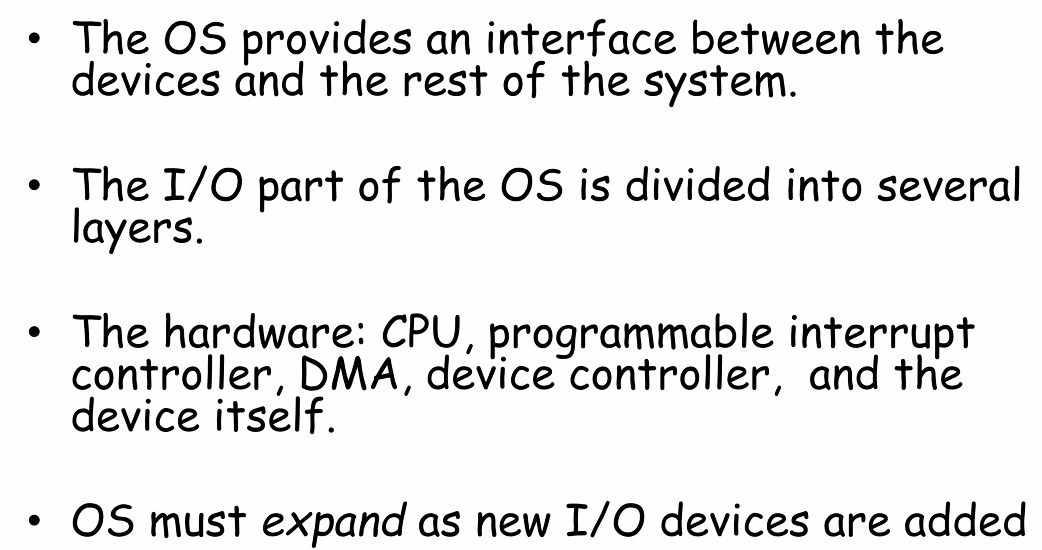 • The OS provides an interface between the
devices and the rest of the system.
• The I/O part of the OS is divided into several
layers.
• The hardware: CPU, programmable interrupt
controller, DMA, device controller,  and the
device itself.
• OS must expand as new I/O devices are added